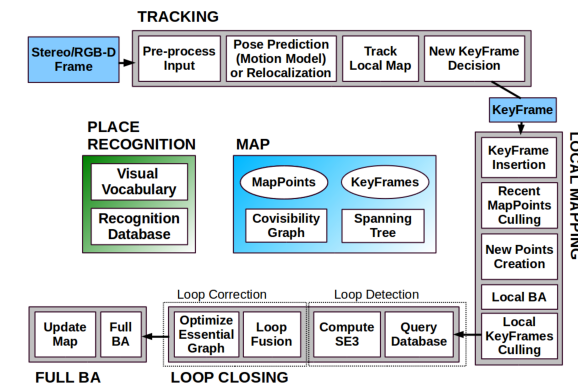 TRACKING
Stereo/RGB-D
Frame
Pre-process
Input
Pose Prediction
(Motion Model)
or Relocalization
Track
Local Map
New KeyFrame
Decision
KeyFrame
LOCAL MAPPING
KeyFrame
Insertion
Recent
MapPoints
Culling
New Points
Creation
Local BA
Local
KeyFrames
Culling
PLACE
RECOGNITION
Visual
Vocabulary
Recognition
Database
MAP
MapPoints
KeyFrames
Covisibility
Graph
Spanning
Tree
Loop Correction
Loop Detection
Optimize
Essential
Graph
Loop
Fusion
Compute
SE3
Query
Database
LOOP CLOSING
Update
Map
Full
BA
FULL BA